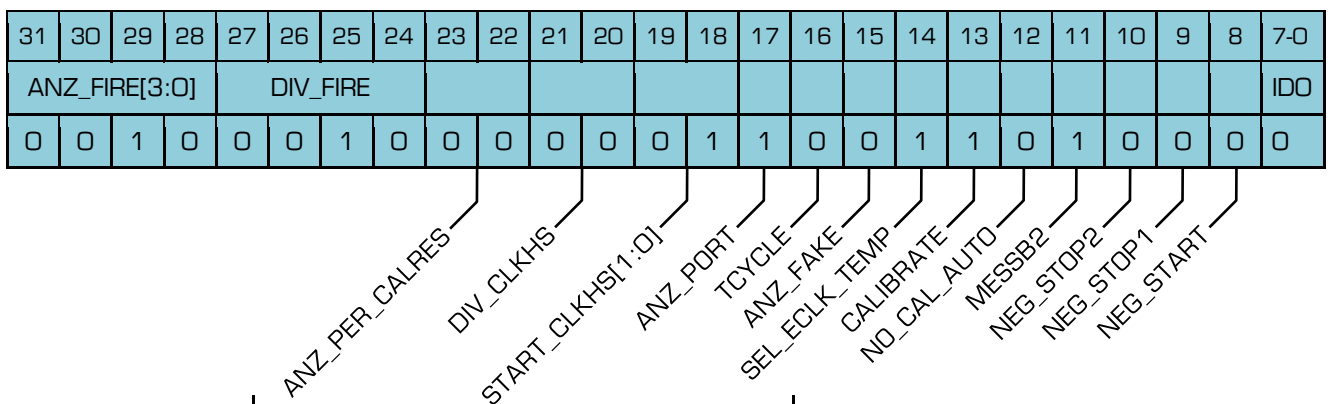 31 30 29 28 27 26 25 24 23 22 21 20 19 18 17 16 15 14 13 12 11 10 9 8 7-0
ANZ_FIRE[3:0] DIV_FIRE ID0
0 0 1 0 0 0 1 0 0 0 0 0 0 1 1 0 0 1 1 0 1 0 0 0 0
ANZ_PER_CALRES
DIV_CLKHS
START_CLKHS[1:0]
ANZ_PORT
TCYCLE
ANZ_FAKE
SEL_ECLK_TEMP
CALIBRATE
NO_CAL_AUTO
MESSB2
NEG_STOP2
NEG_STOP1
NEG_START